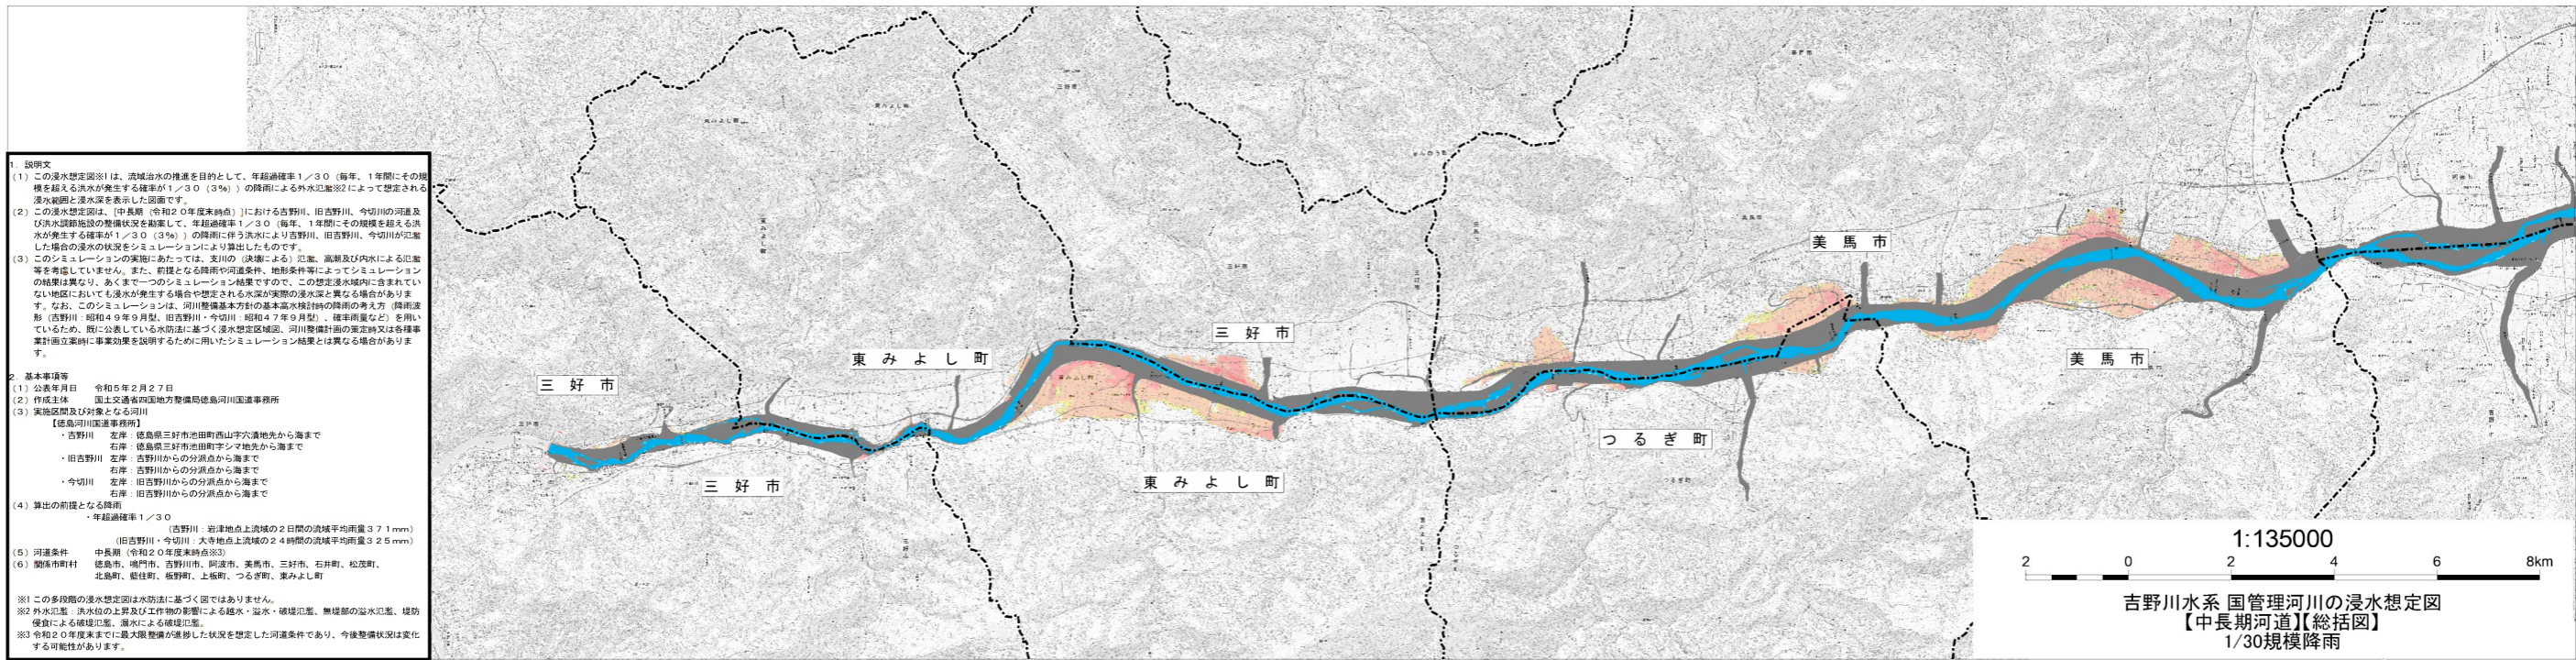 1. 説明文
(1) この浸水想定図※1は、流域治水の推進を目的として、年超過確率1／30（毎年、1年間にその規
模を超える洪水が発生する確率が1／30（3%））の降雨による外水氾濫※2によって想定される
浸水範囲と浸水深を表示した図面です。
(2) この浸水想定図は、[中長期（令和20年度末時点）]における吉野川、旧吉野川、今切川の河道及
び洪水調節施設の整備状況を勘案して、年超過確率1／30（毎年、1年間にその規模を超える洪
水が発生する確率が1／30（3%））の降雨に伴う洪水により吉野川、旧吉野川、今切川が氾濫
した場合の浸水の状況をシミュレーションにより算出したものです。
(3) このシミュレーションの実施にあたっては、支川の（決壊による）氾濫、高潮及び内水による氾濫
等を考慮していません。また、前提となる降雨や河道条件、地形条件等によってシミュレーション
の結果は異なり、あくまで一つのシミュレーション結果ですので、この想定浸水域内に含まれてい
ない地区においても浸水が発生する場合や想定される水深が実際の浸水深と異なる場合がありま
す。なお、このシミュレーションは、河川整備基本方針の基本高水検討時の降雨の考え方（降雨波
形（吉野川：昭和49年9月型、旧吉野川・今切川：昭和47年9月型）、確率雨量など）を用い
ているため、既に公表している水防法に基づく浸水想定区域図、河川整備計画の策定時又は各種事
業計画立案時に事業効果を説明するために用いたシミュレーション結果とは異なる場合がありま
す。
2. 基本事項等
(1) 公表年月日 令和5年2月27日
(2) 作成主体 国土交通省四国地方整備局徳島河川国道事務所
(3) 実施区間及び対象となる河川
【徳島河川国道事務所】
・吉野川 左岸：徳島県三好市池田町西山字穴漬地先から海まで
右岸：徳島県三好市池田町字シマ地先から海まで
・旧吉野川 左岸：吉野川からの分派点から海まで
右岸：吉野川からの分派点から海まで
・今切川 左岸：旧吉野川からの分派点から海まで
右岸：旧吉野川からの分派点から海まで
(4) 算出の前提となる降雨
・年超過確率1／30
（吉野川：岩津地点上流域の2日間の流域平均雨量371mm）
（旧吉野川・今切川：大寺地点上流域の24時間の流域平均雨量325mm）
(5) 河道条件 中長期（令和20年度末時点※3）
(6) 関係市町村 徳島市、鳴門市、吉野川市、阿波市、美馬市、三好市、石井町、松茂町、
北島町、藍住町、板野町、上板町、つるぎ町、東みよし町
※1 この多段階の浸水想定図は水防法に基づく図ではありません。
※2 外水氾濫：洪水位の上昇及び工作物の影響による越水・溢水・破堤氾濫、無堤部の溢水氾濫、堤防
侵食による破堤氾濫、漏水による破堤氾濫。
※3 令和20年度末までに最大限整備が進捗した状況を想定した河道条件であり、今後整備状況は変化
する可能性があります。
美馬市
三好市
東みよし町
美馬市
三好市
つるぎ町
東みよし町
三好市
1:135000
2 0 2 4 6 8km
吉野川水系 国管理河川の浸水想定図
【中長期河道】【総括図】
1/30規模降雨